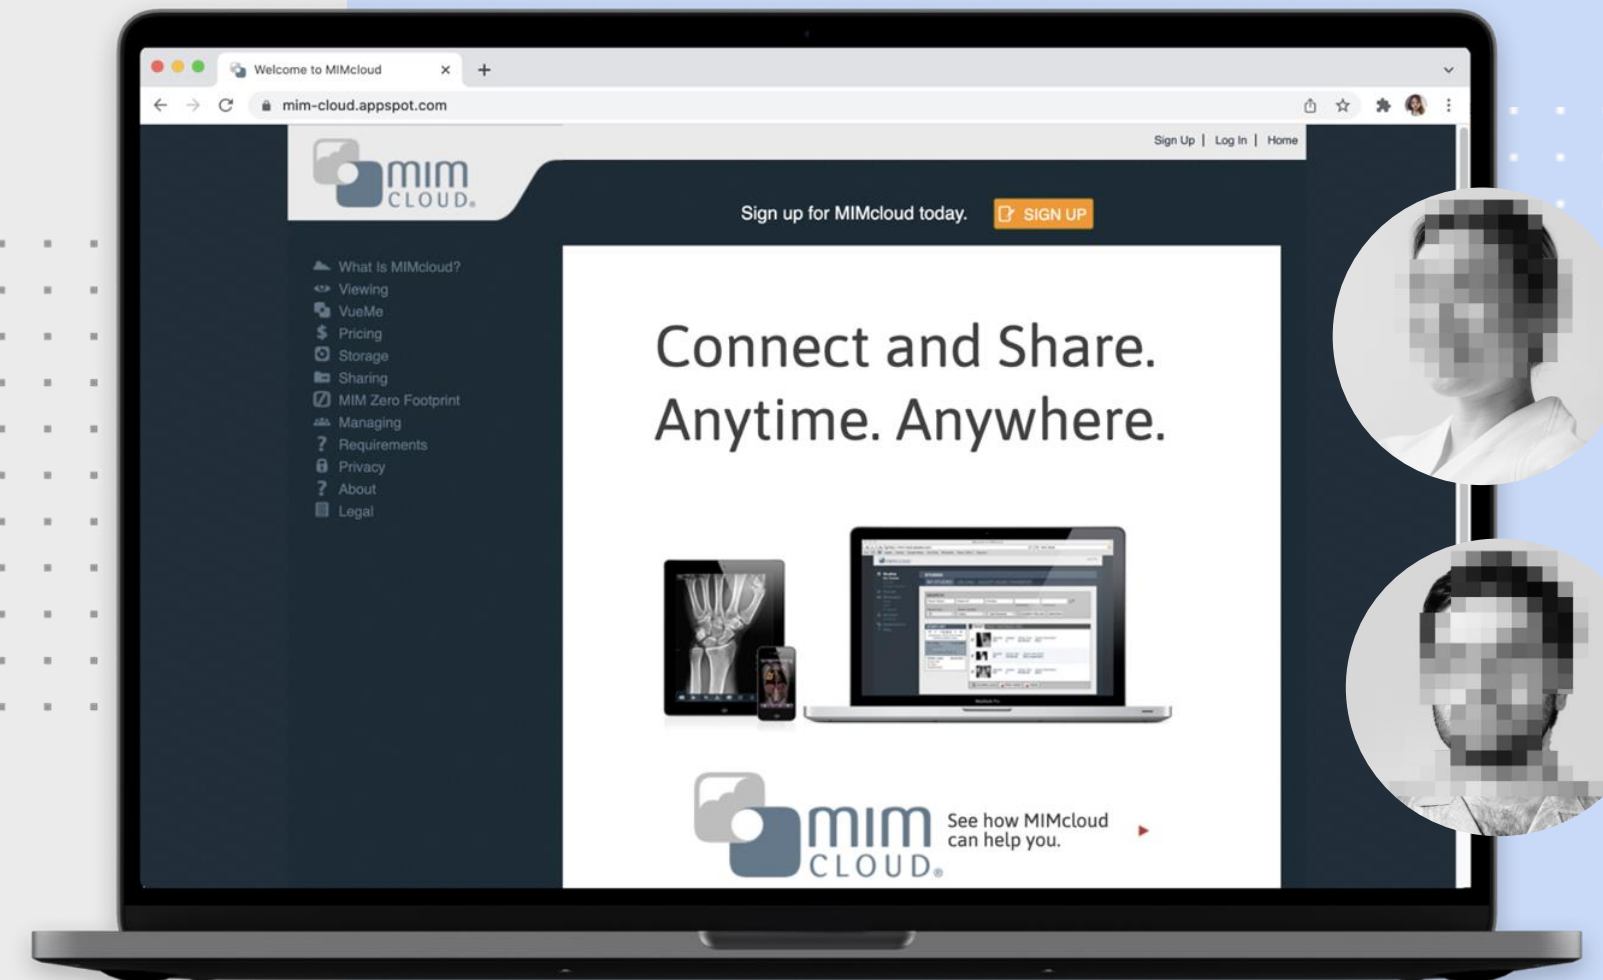 Welcome to MIMcloud
mim-cloud.appspot.com
Sign Up | Log In | Home
mim
CLOUD®
Sign up for MIMcloud today.
SIGN UP
What Is MIMcloud?
Viewing
VueMe
Pricing
Storage
Sharing
MIM Zero Footprint
Managing
Requirements
Privacy
About
Legal
Connect and Share.
Anytime. Anywhere.
mim
CLOUD®
See how MIMcloud
can help you.